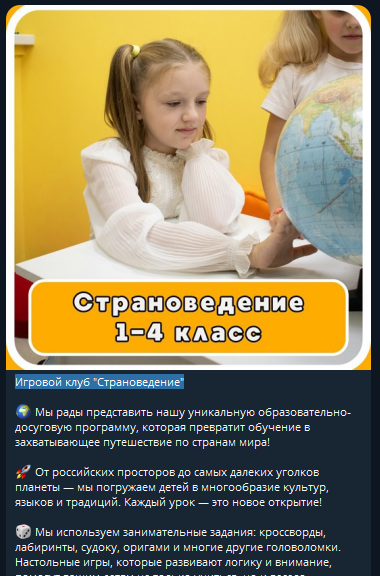 Страноведение
1-4 класс
Игровой клуб "Страноведение"
🌍 Мы рады представить нашу уникальную образовательно-
досуговую программу, которая превратит обучение в
захватывающее путешествие по странам мира!
🚀 От российских просторов до самых далеких уголков
планеты — мы погружаем детей в многообразие культур,
языков и традиций. Каждый урок — это новое открытие!
🎲 Мы используем занимательные задания: кроссворды,
лабиринты, судоку, оригами и многие другие головоломки.
Настольные игры, которые развивают логику и внимание,